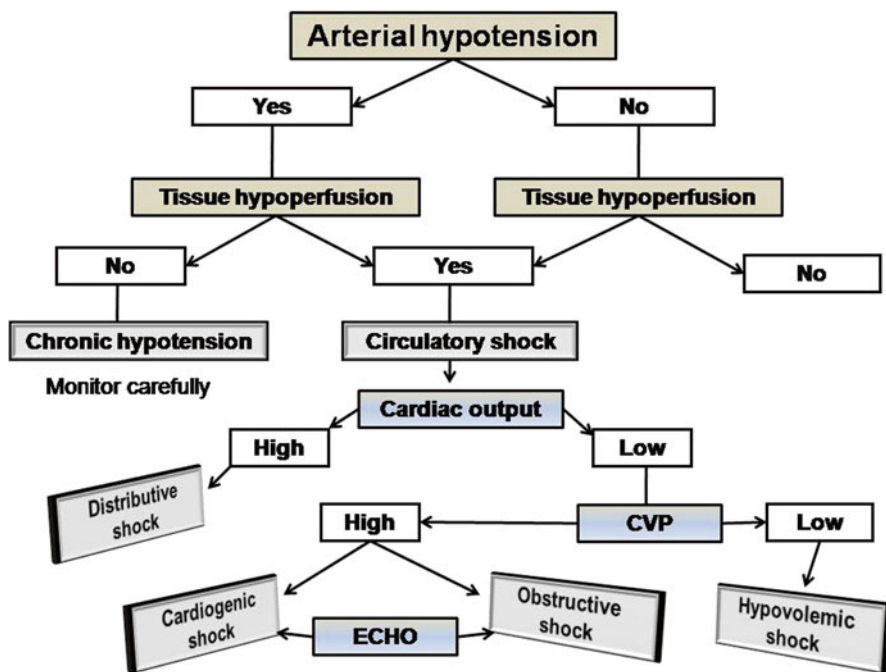 Arterial hypotension
Yes
No
Tissue hypoperfusion
Tissue hypoperfusion
No
Yes
No
Chronic hypotension
Circulatory shock
Monitor carefully
Cardiac output
High
Low
Distributive
shock
High
CVP
Low
Cardiogenic
shock
ECHO
Obstructive
shock
Hypovolemic
shock